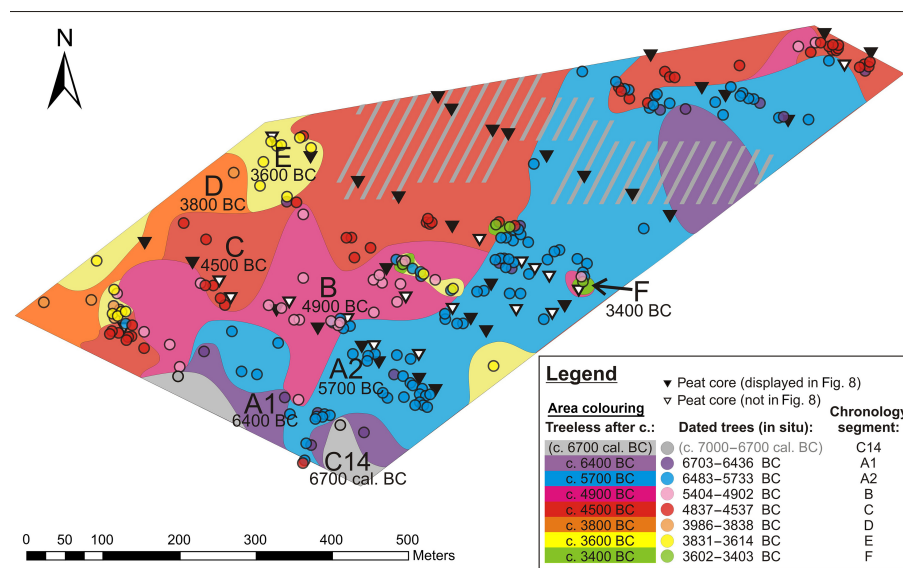 N
E
3600 BC
D
3800 BC
C
4500 BC
B
4900 BC
F
3400 BC
A2
5700 BC
A1
6400 BC
C14
6700 cal. BC
0 100 200 300 400 500
Meters
Legend
▼ Peat core (displayed in Fig. 8)
▽ Peat core (not in Fig. 8)
Area colouring
Treeless after c.: Dated trees (in situ): Chronology segment:
(c. 6700 cal. BC) (c. 7000–6700 cal. BC) C14
c. 6400 BC 6703–6436 BC A1
c. 5700 BC 6483–5733 BC A2
c. 4900 BC 5404–4902 BC B
c. 4500 BC 4837–4537 BC C
c. 3800 BC 3986–3838 BC D
c. 3600 BC 3831–3614 BC E
c. 3400 BC 3602–3403 BC F